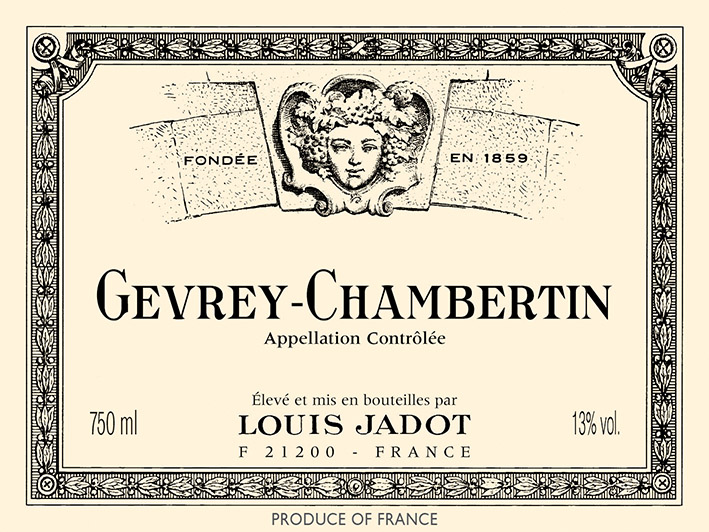 FONDÉE EN 1859
GEVREY-CHAMBERTIN
Appellation Contrôlée
Élevé et mis en bouteilles par
750 ml LOUIS JADOT 13% vol.
F 21200 - FRANCE
PRODUCE OF FRANCE